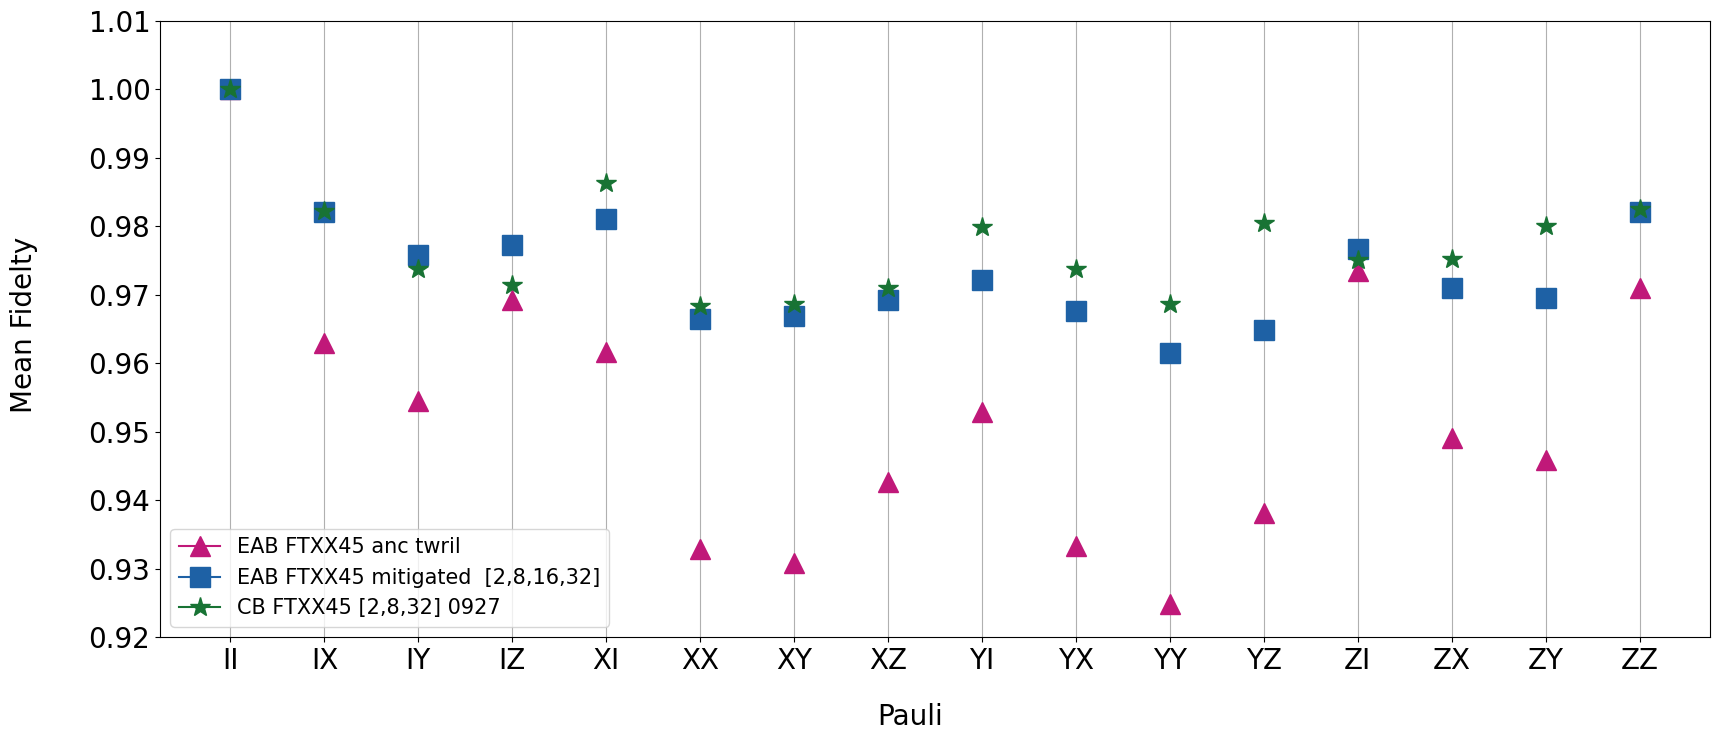 1.01
1.00
0.99
0.98
0.97
0.96
0.95
0.94
0.93
0.92
Mean Fidelty
EAB FTXX45 anc twril
EAB FTXX45 mitigated  [2,8,16,32]
CB FTXX45 [2,8,32] 0927
II IX IY IZ XI XX XY XZ YI YX YY YZ ZI ZX ZY ZZ
Pauli